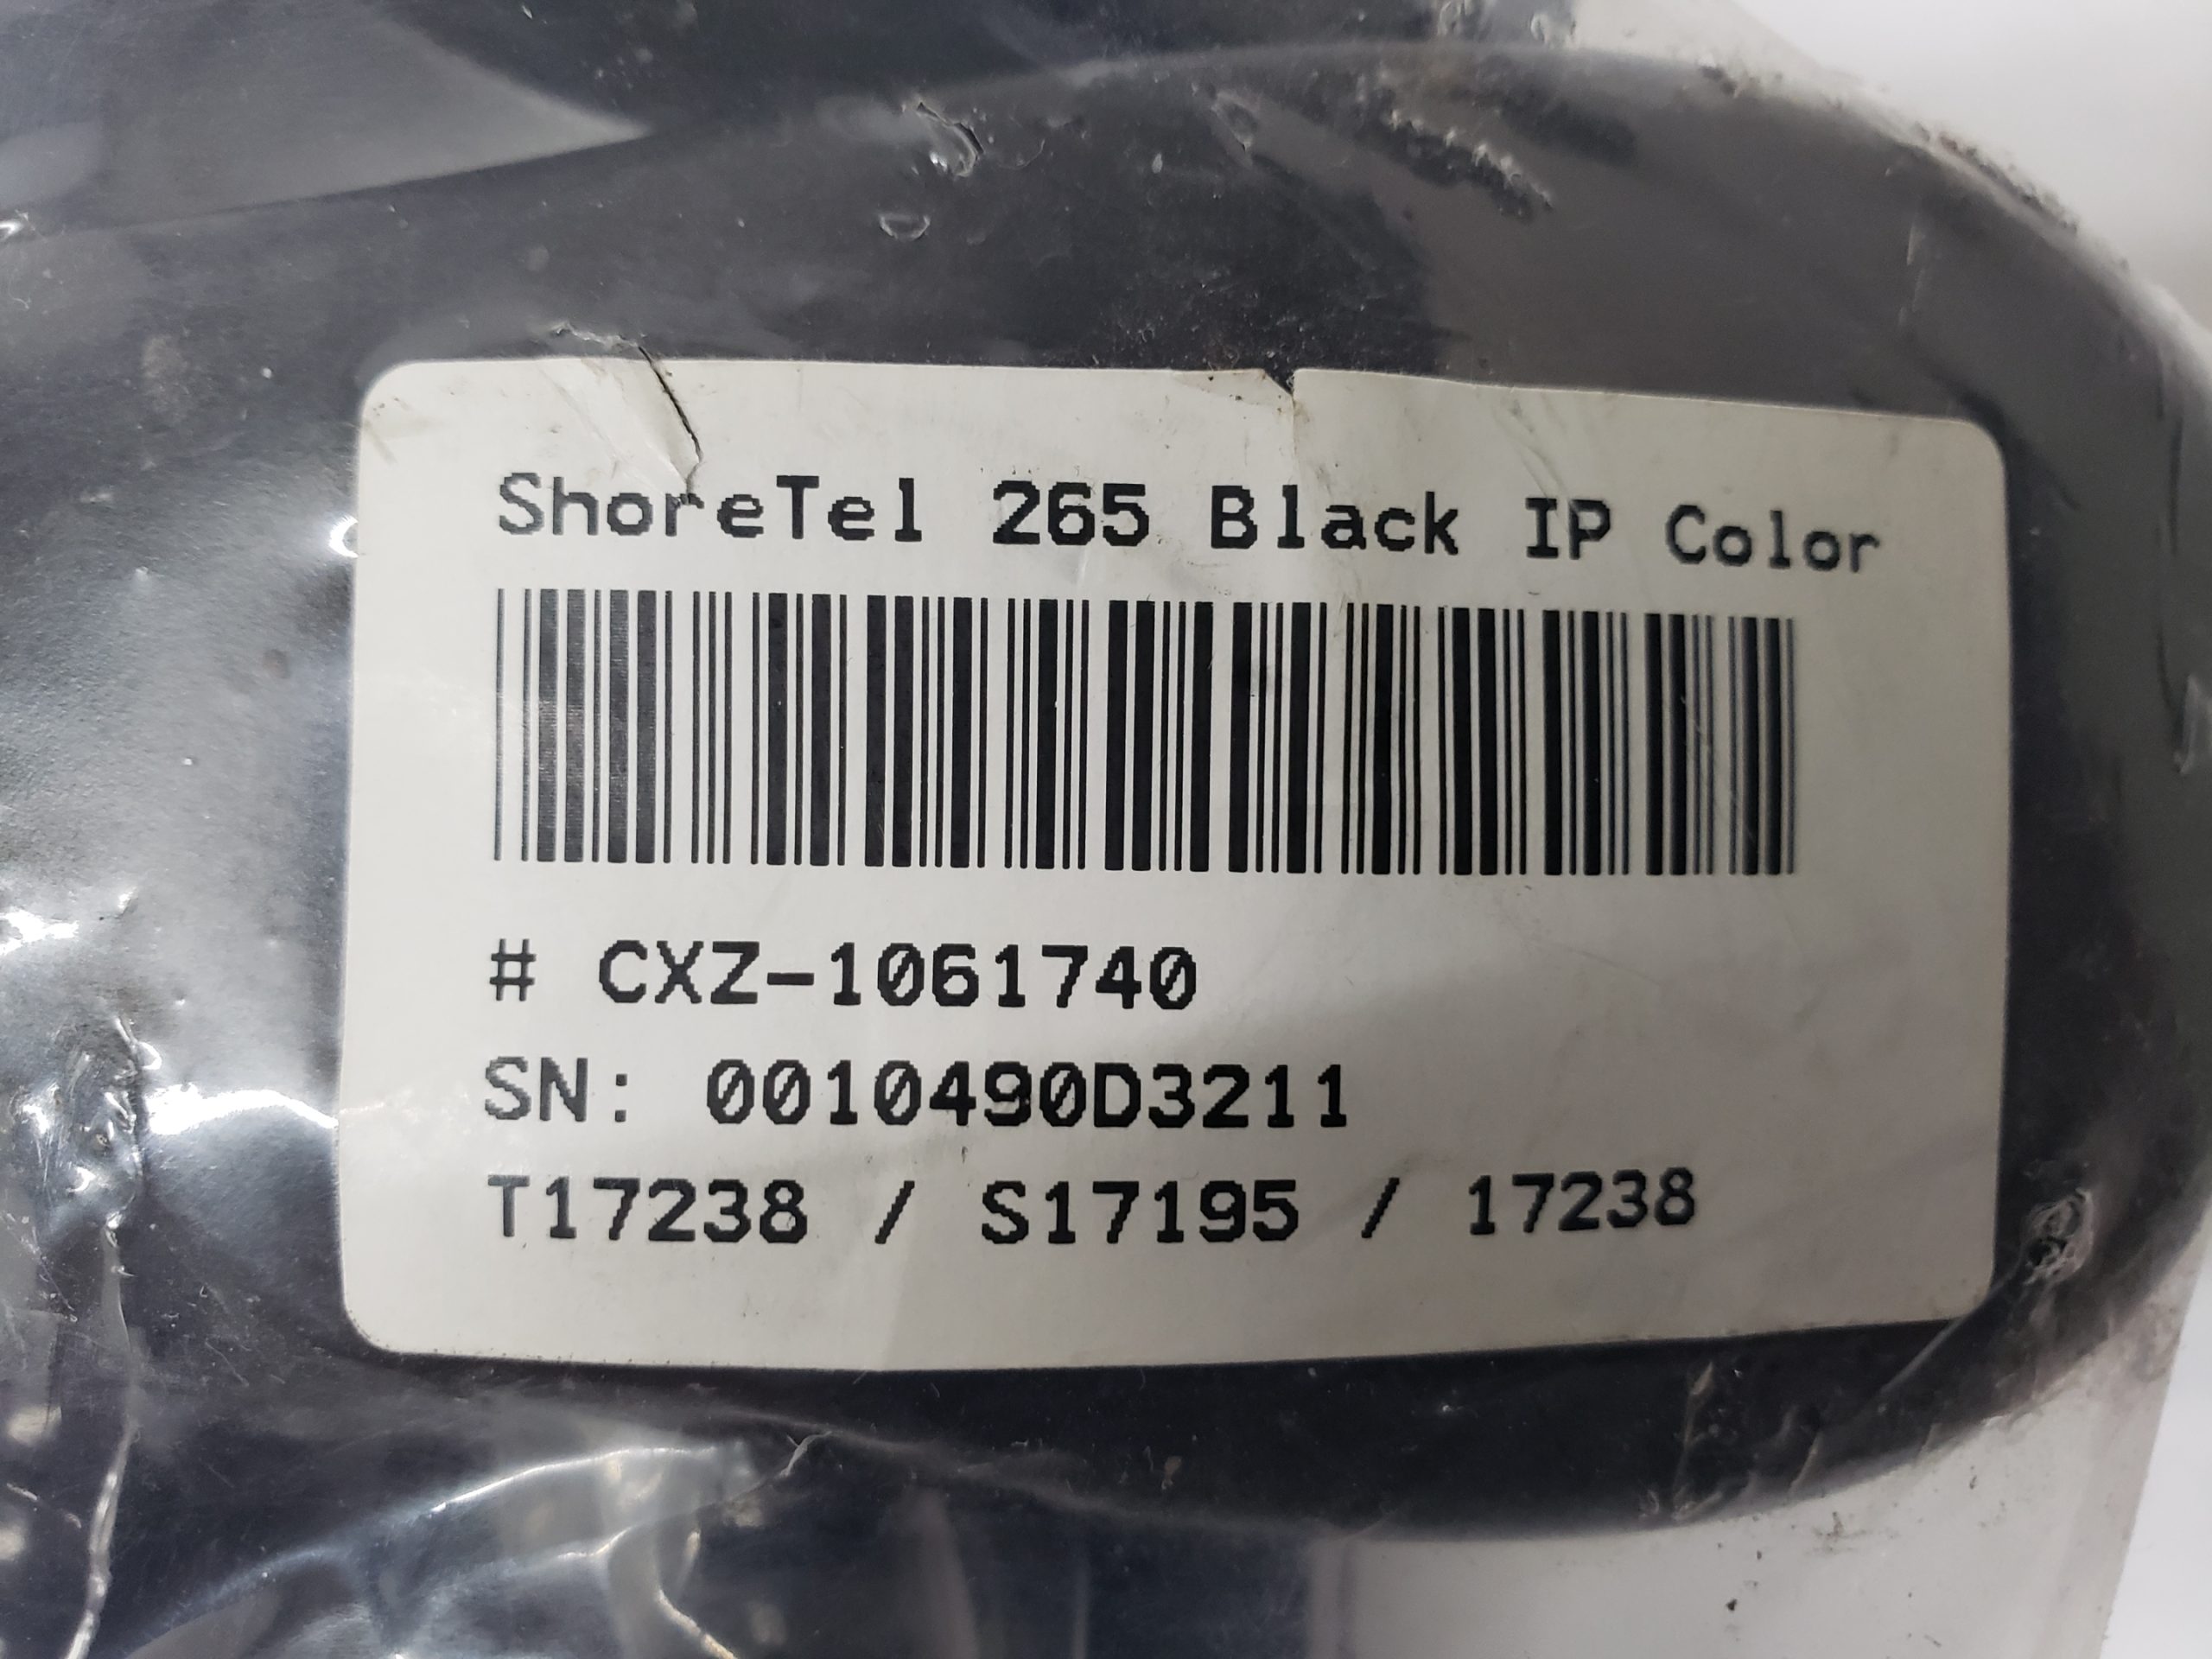 ShoreTel 265 Black IP Color
# CXZ-1061740
SN: 0010490D3211
T17238 / S17195 / 17238